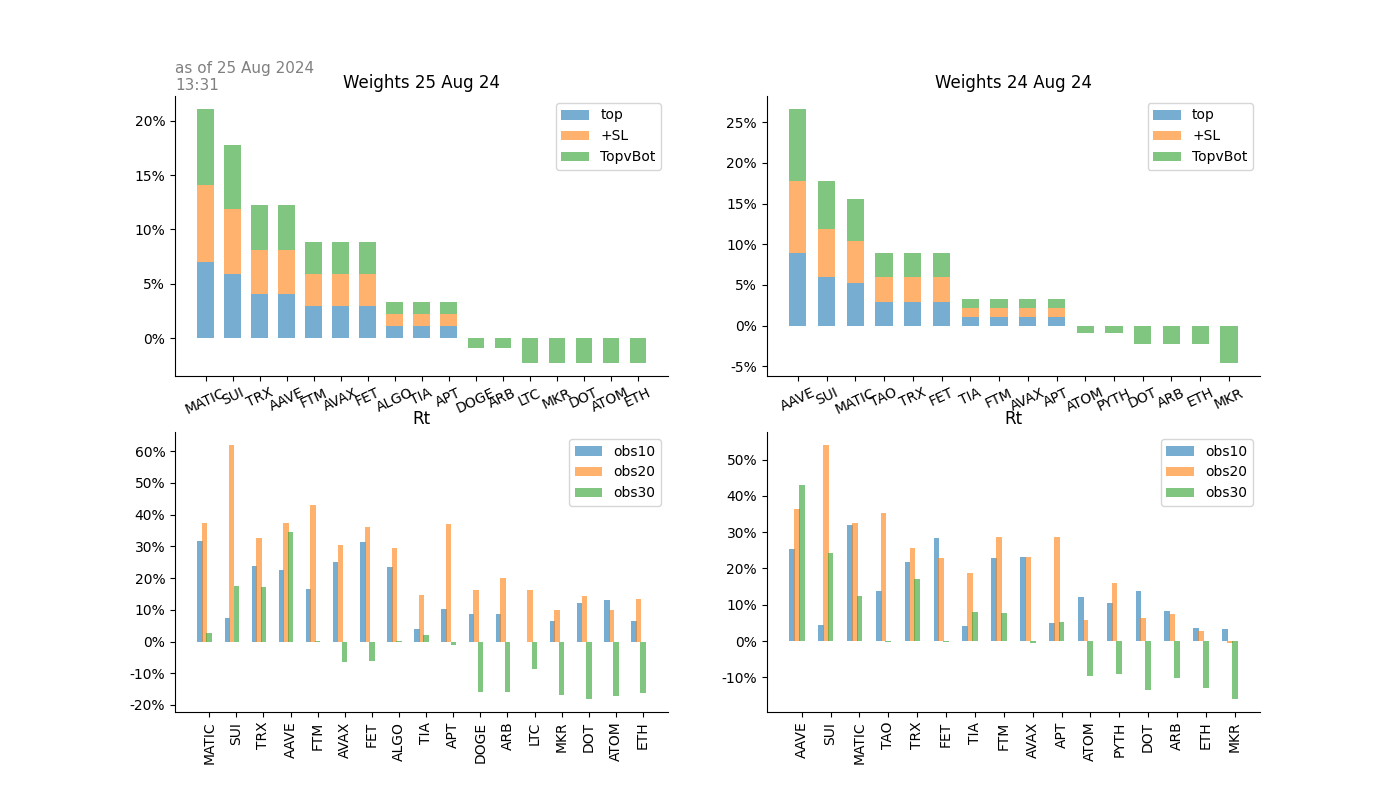 as of 25 Aug 2024
13:31
Weights 25 Aug 24
20%
15%
10%
5%
0%
top
+SL
TopvBot
MATIC SUI TRX AAVE FTM AVAX FET ALGO TIA APT DOGE ARB LTC MKR DOT ATOM ETH
Weights 24 Aug 24
25%
20%
15%
10%
5%
0%
-5%
top
+SL
TopvBot
AAVE SUI MATIC TAO TRX FET TIA FTM AVAX APT ATOM PYTH DOT ARB ETH MKR
Rt
60%
50%
40%
30%
20%
10%
0%
-10%
-20%
obs10
obs20
obs30
MATIC SUI TRX AAVE FTM AVAX FET ALGO TIA APT DOGE ARB LTC MKR DOT ATOM ETH
Rt
50%
40%
30%
20%
10%
0%
-10%
obs10
obs20
obs30
AAVE SUI MATIC TAO TRX FET TIA FTM AVAX APT ATOM PYTH DOT ARB ETH MKR